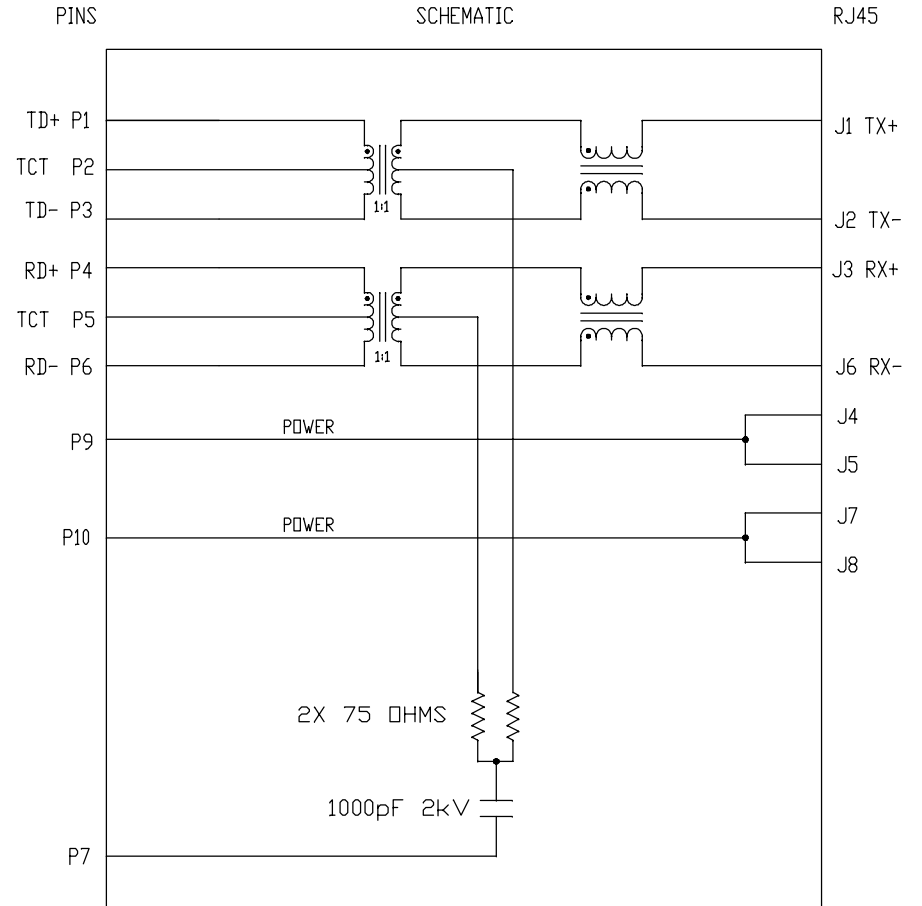 PINS SCHEMATIC RJ45
TD+ P1
J1 TX+
TCT P2
1:1
TD- P3
J2 TX-
RD+ P4
J3 RX+
TCT P5
1:1
RD- P6
J6 RX-
J4
POWER
P9
J5
J7
POWER
P10
J8
2X 75 OHMS
1000pF 2kV
P7